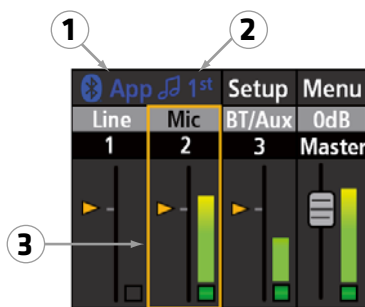 1 2
App 1st Setup Menu
Line Mic BT/Aux 0dB
1 2 3 Master
3